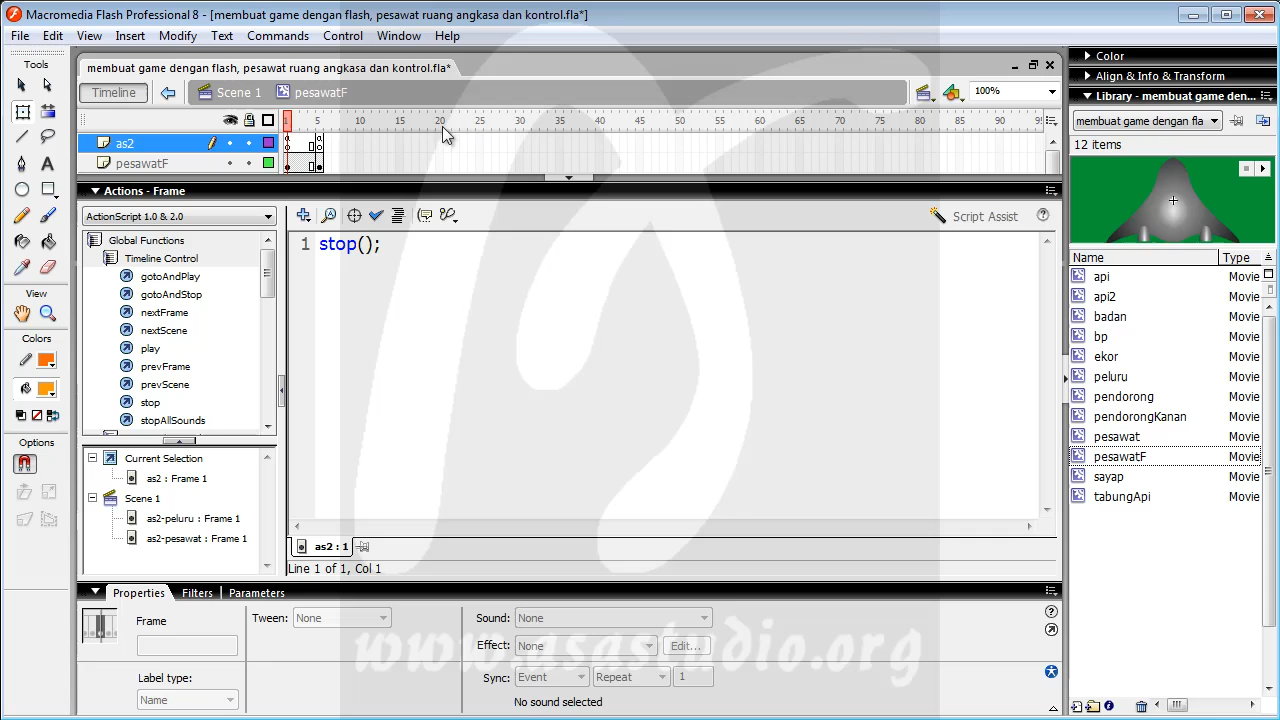 Macromedia Flash Professional 8 - [membuat game dengan flash, pesawat ruang angkasa dan kontrol.fla*]
File Edit View Insert Modify Text Commands Control Window Help
Tools
membuat game dengan flash, pesawat ruang angkasa dan kontrol.fla*
Timeline Scene 1 pesawatF 100%
1 5 10 15 20 25 30 35 40 45 50 55 60 65 70 75 80 85 90 95
as2
pesawatF
Actions - Frame
ActionScript 1.0 & 2.0
Script Assist
Global Functions
Timeline Control
gotoAndPlay
gotoAndStop
nextFrame
nextScene
play
prevFrame
prevScene
stop
stopAllSounds
1 stop();
Current Selection
as2 : Frame 1
Scene 1
as2-peluru : Frame 1
as2-pesawat : Frame 1
as2 : 1
Line 1 of 1, Col 1
View
Colors
Options
Properties Filters Parameters
Frame
Tween: None
Sound: None
Effect: None Edit...
Sync: Event Repeat 1
Label type:
Name
No sound selected
www.asastudio.org
Color
Align & Info & Transform
Library - membuat game den...
membuat game dengan fla
12 items
Name Type
api Movie
api2 Movie
badan Movie
bp Movie
ekor Movie
peluru Movie
pendorong Movie
pendorongKanan Movie
pesawat Movie
pesawatF Movie
sayap Movie
tabungApi Movie